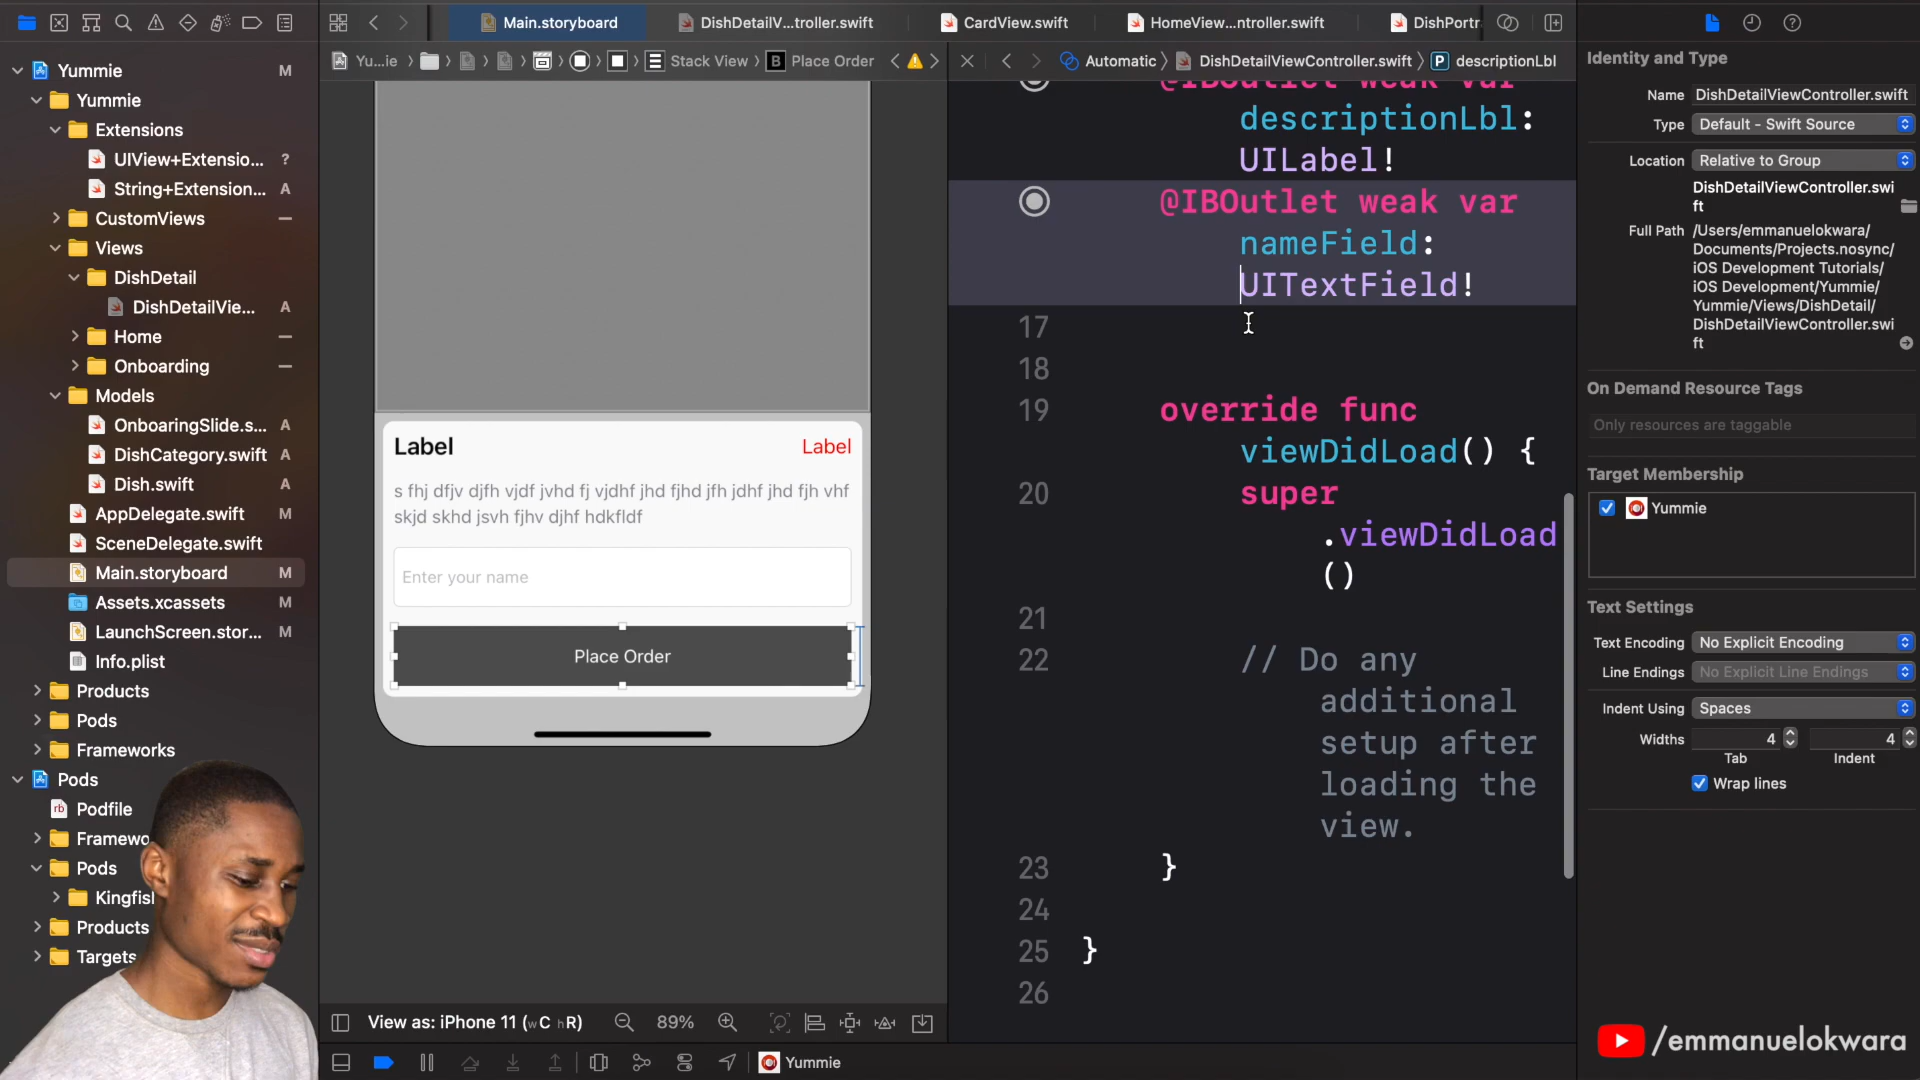 Main.storyboard
DishDetailV...troller.swift
CardView.swift
HomeView...ntroller.swift
DishPortr
Yu...ie
Stack View
B
Place Order
Automatic
DishDetailViewController.swift
P
descriptionLbl
Yummie M
Yummie
Extensions
UIView+Extensio... ?
String+Extension... A
CustomViews
Views
DishDetail
DishDetailVie... A
Home
Onboarding
Models
OnboaringSlide.s... A
DishCategory.swift A
Dish.swift A
AppDelegate.swift M
SceneDelegate.swift
Main.storyboard M
Assets.xcassets M
LaunchScreen.stor... M
Info.plist
Products
Pods
Frameworks
Pods
rb Podfile
Framewo
Pods
Kingfis
Products
Targets
Label Label
s fhj dfjv djfh vjdf jvhd fj vjdhf jhd fjhd jfh jdhf jhd fjh vhf
skjd skhd jsvh fjhv djhf hdkfldf
Enter your name
Place Order
View as: iPhone 11 (wC hR)
89%
Yummie
@IBOutlet weak var
descriptionLbl:
UILabel!
@IBOutlet weak var
nameField:
UITextField!
17
18
19 override func
viewDidLoad() {
20 super
.viewDidLoad
()
21
22 // Do any
additional
setup after
loading the
view.
23 }
24
25 }
26
Identity and Type
Name DishDetailViewController.swift
Type Default - Swift Source
Location Relative to Group
DishDetailViewController.swi
ft
Full Path /Users/emmanuelokwara/
Documents/Projects.nosync/
iOS Development Tutorials/
iOS Development/Yummie/
Yummie/Views/DishDetail/
DishDetailViewController.swi
ft
On Demand Resource Tags
Only resources are taggable
Target Membership
Yummie
Text Settings
Text Encoding No Explicit Encoding
Line Endings No Explicit Line Endings
Indent Using Spaces
Widths 4 4
Tab Indent
Wrap lines
/emmanuelokwara